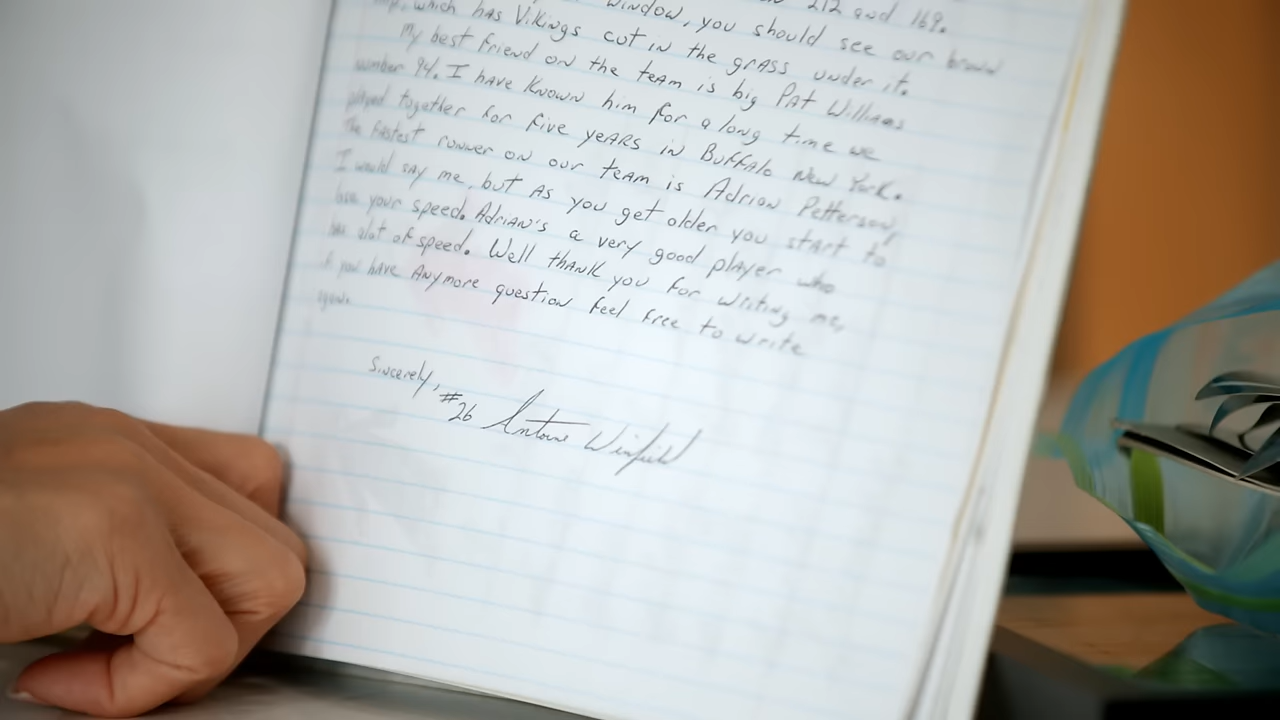 212 and 169.
window, you should see our brown
which has Vikings cut in the grass under it.
My best friend on the team is big Pat Williams
number 94. I have known him for a long time we
played together for five years in Buffalo New York.
The fastest runner on our team is Adrian Petterson,
I would say me, but as you get older you start to
lose your speed. Adrian's a very good player who
has alot of speed. Well thank you for writing me,
if you have anymore question feel free to write
again.
Sincerely, #26 Antoine Winfield